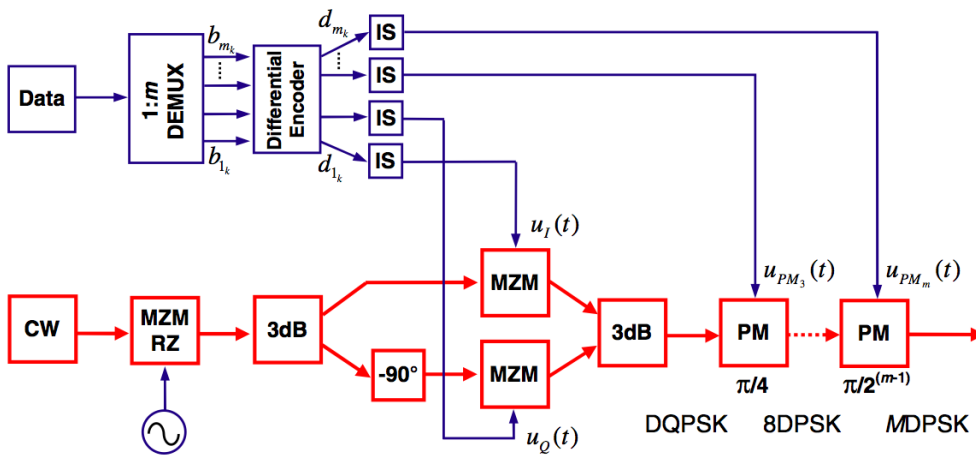 Data
1:m
DEMUX
b_{m_k}
b_{1_k}
Differential
Encoder
d_{m_k}
d_{1_k}
IS
IS
IS
IS
u_I(t)
u_{PM_3}(t)
u_{PM_m}(t)
CW
MZM
RZ
3dB
-90°
MZM
MZM
3dB
PM
PM
π/4
π/2^{(m-1)}
u_Q(t)
DQPSK
8DPSK
MDPSK